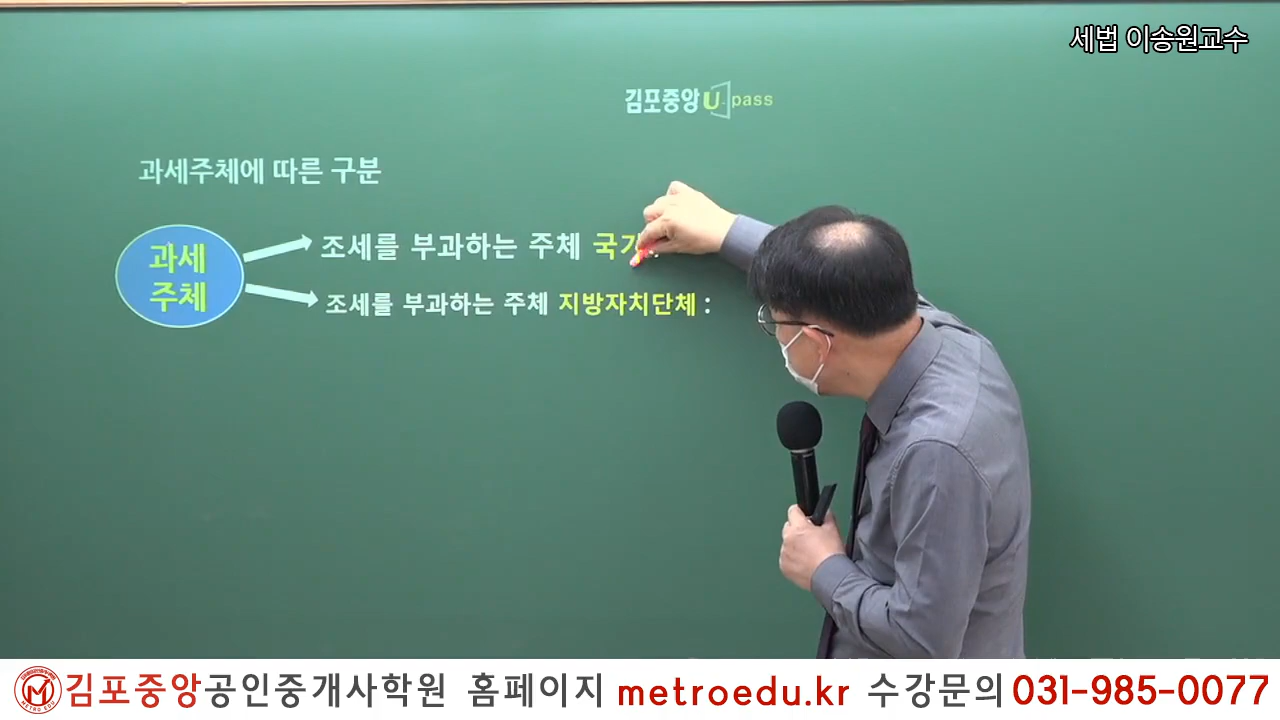 세법 이송원교수
김포중앙 U pass
과세주체에 따른 구분
과세
주체
조세를 부과하는 주체 국가 :
조세를 부과하는 주체 지방자치단체 :
METRO EDU
김포중앙공인중개사학원 홈페이지 metroedu.kr 수강문의 031-985-0077